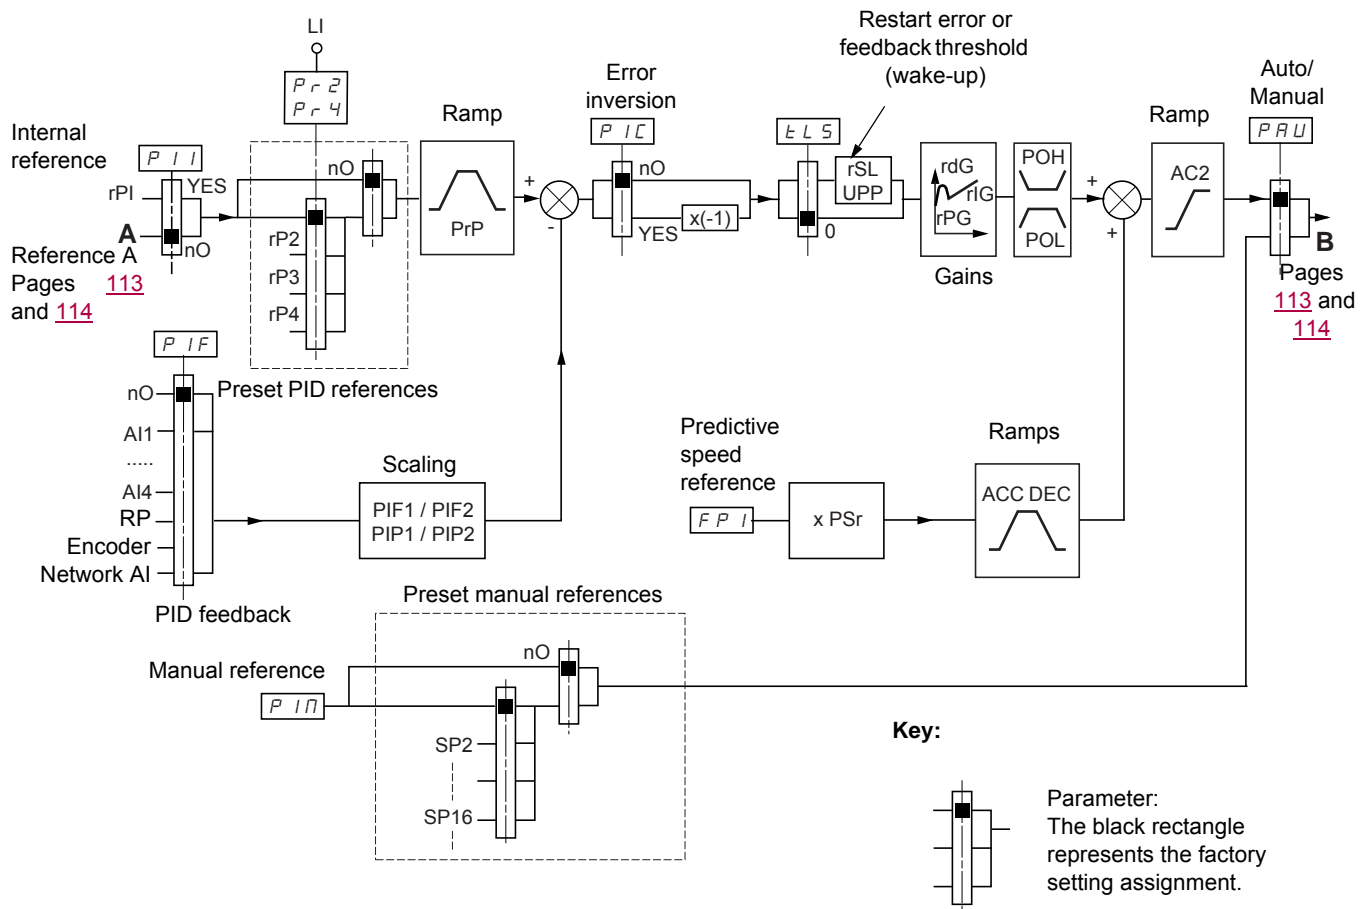 Restart error or
feedback threshold
(wake-up)
LI
Pr2
Pr4
Error
inversion
Auto/
Manual
Ramp
Ramp
Internal
reference
PII
PIC
tLS
PAU
nO
YES
rPI
nO
rSL
UPP
rdG
rIG
rPG
POH
POL
+
AC2
+
-
PrP
x(-1)
YES
0
+
A
nO
rP2
rP3
rP4
Reference A
Pages 113
and 114
Gains
B
Pages
113 and
114
PIF
Preset PID references
nO
AI1
.....
AI4
RP
Encoder
Network AI
PID feedback
Scaling
PIF1 / PIF2
PIP1 / PIP2
Predictive
speed
reference
FPI
x PSr
Ramps
ACC DEC
Preset manual references
Manual reference
PIM
nO
SP2
SP16
Key:
Parameter:
The black rectangle
represents the factory
setting assignment.